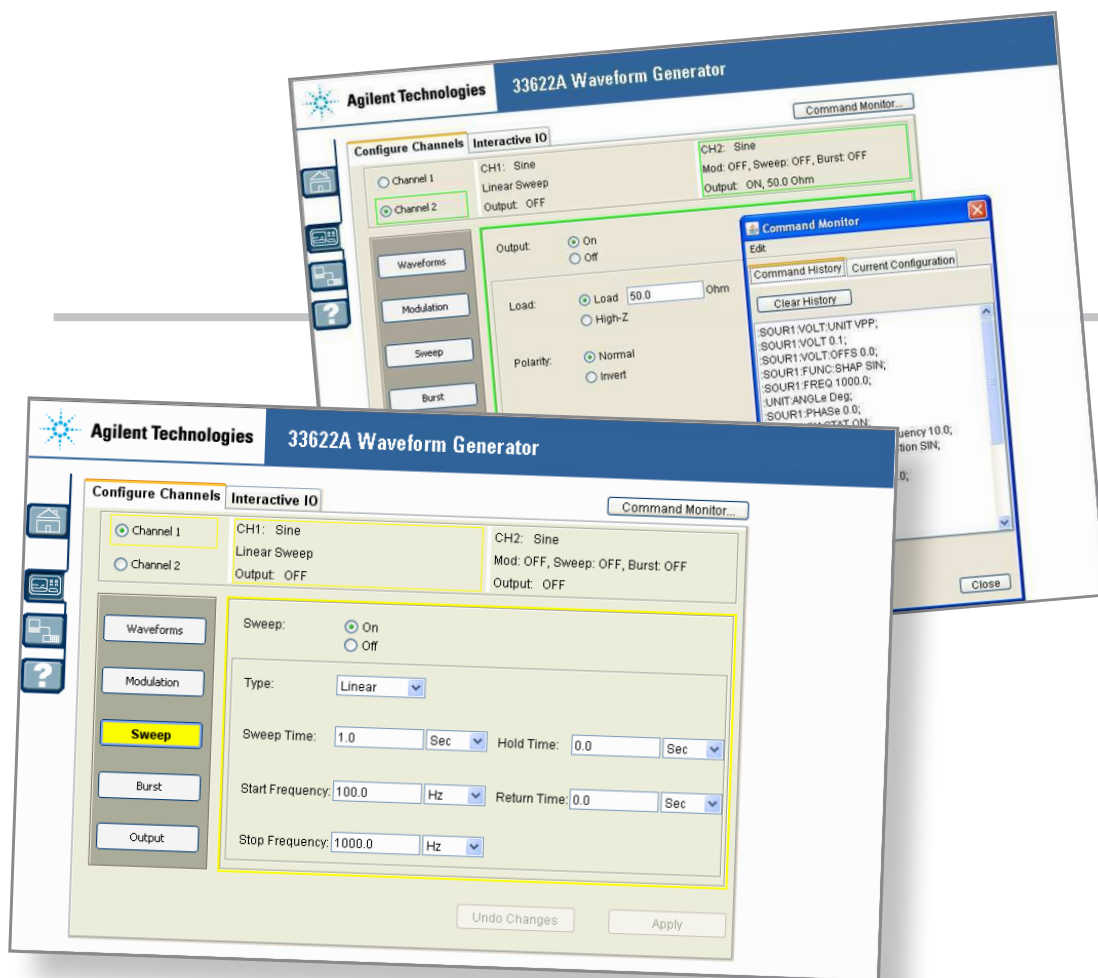 Agilent Technologies 33622A Waveform Generator
Command Monitor...
Configure Channels Interactive IO
Channel 1
Channel 2
CH1: Sine
Linear Sweep
Output: OFF
CH2: Sine
Mod: OFF, Sweep: OFF, Burst: OFF
Output: ON, 50.0 Ohm
Waveforms
Modulation
Sweep
Burst
Output: On
Off
Load: Load 50.0 Ohm
High-Z
Polarity: Normal
Invert
Command Monitor
Edit
Command History Current Configuration
Clear History
:SOUR1:VOLT:UNIT VPP;
:SOUR1:VOLT 0.1;
:SOUR1:VOLT:OFFS 0.0;
:SOUR1:FUNC:SHAP SIN;
:SOUR1:FREQ 1000.0;
:UNIT:ANGLe Deg;
:SOUR1:PHASe 0.0;
STAT ON;
uency 10.0;
tion SIN;
.0;
Close
Agilent Technologies 33622A Waveform Generator
Configure Channels Interactive IO
Command Monitor...
Channel 1
Channel 2
CH1: Sine
Linear Sweep
Output: OFF
CH2: Sine
Mod: OFF, Sweep: OFF, Burst: OFF
Output: OFF
Waveforms
Modulation
Sweep
Burst
Output
Sweep: On
Off
Type: Linear
Sweep Time: 1.0 Sec Hold Time: 0.0 Sec
Start Frequency: 100.0 Hz Return Time: 0.0 Sec
Stop Frequency: 1000.0 Hz
Undo Changes Apply